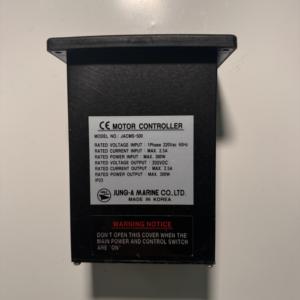 CE MOTOR CONTROLLER
MODEL NO : JACMS-500
RATED VOLTAGE INPUT : 1Phase 220Vac 60Hz
RATED CURRENT INPUT : MAX. 2.5A
RATED POWER INPUT : MAX. 380W
RATED VOLTAGE OUTPUT : 200VDC
RATED CURRENT OUTPUT : MAX 2.5A
RATED POWER OUTPUT : MAX. 380W
IP23
JUNG-A MARINE CO., LTD.
MADE IN KOREA
WARNING NOTICE
DON'T OPEN THIS COVER WHEN THE
MAIN POWER AND CONTROL SWITCH
ARE "ON"